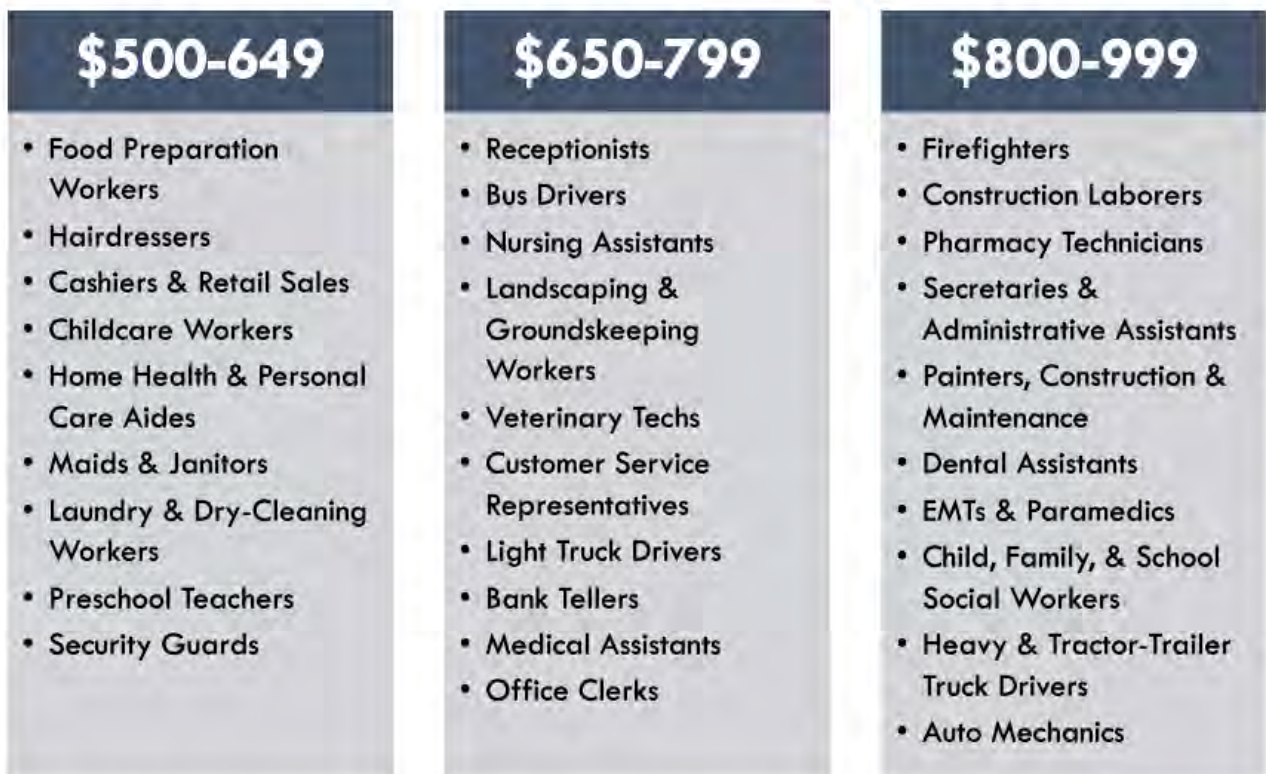 $500-649
• Food Preparation
Workers
• Hairdressers
• Cashiers & Retail Sales
• Childcare Workers
• Home Health & Personal
Care Aides
• Maids & Janitors
• Laundry & Dry-Cleaning
Workers
• Preschool Teachers
• Security Guards
$650-799
• Receptionists
• Bus Drivers
• Nursing Assistants
• Landscaping &
Groundskeeping
Workers
• Veterinary Techs
• Customer Service
Representatives
• Light Truck Drivers
• Bank Tellers
• Medical Assistants
• Office Clerks
$800-999
• Firefighters
• Construction Laborers
• Pharmacy Technicians
• Secretaries &
Administrative Assistants
• Painters, Construction &
Maintenance
• Dental Assistants
• EMTs & Paramedics
• Child, Family, & School
Social Workers
• Heavy & Tractor-Trailer
Truck Drivers
• Auto Mechanics